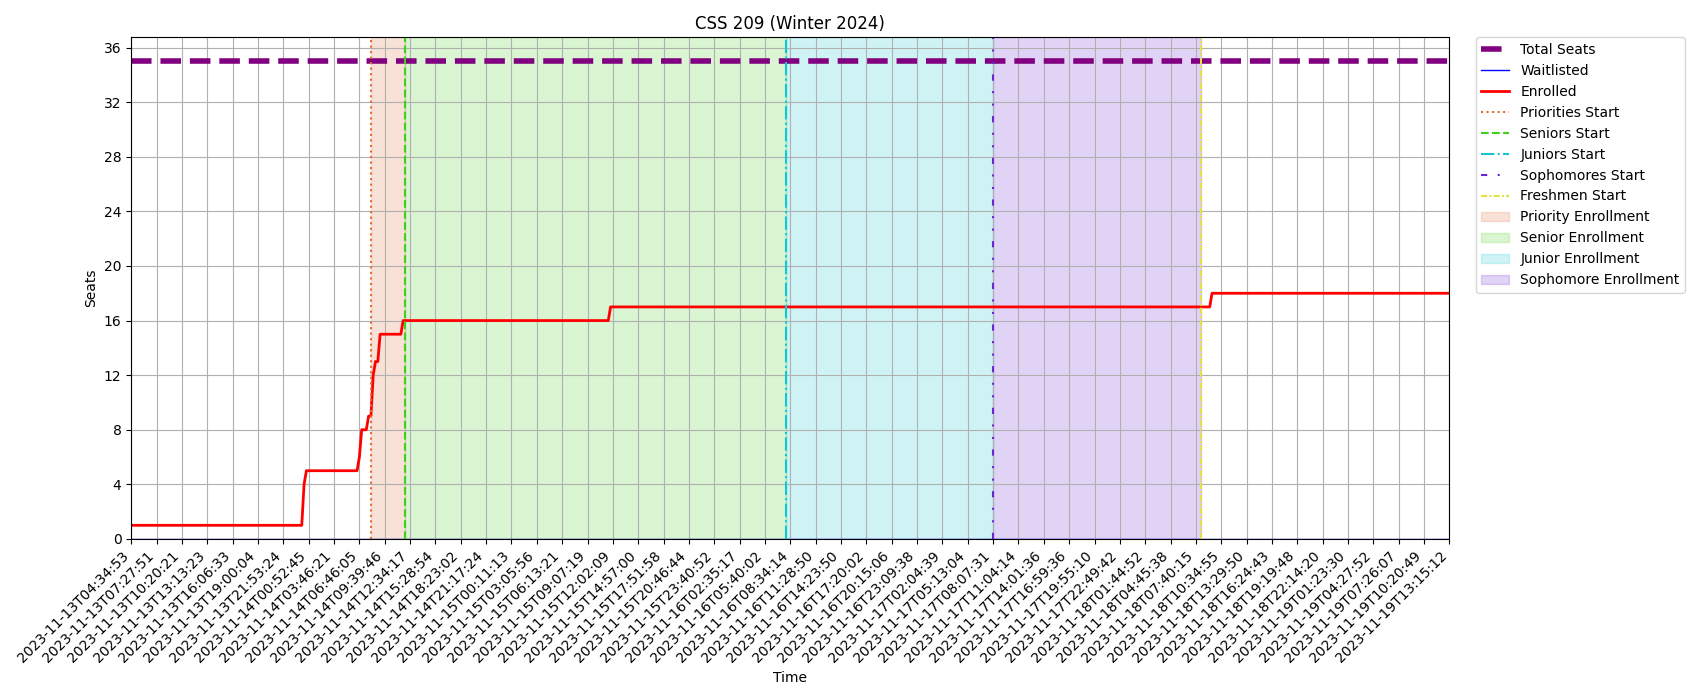 CSS 209 (Winter 2024)
36
32
28
24
20
16
12
8
4
0
Seats
2023-11-13T04:34:53
2023-11-13T07:27:51
2023-11-13T10:20:21
2023-11-13T13:13:23
2023-11-13T16:06:33
2023-11-13T19:00:04
2023-11-13T21:53:24
2023-11-14T00:52:45
2023-11-14T03:46:21
2023-11-14T06:46:05
2023-11-14T09:39:46
2023-11-14T12:34:17
2023-11-14T15:28:54
2023-11-14T18:23:02
2023-11-14T21:17:24
2023-11-15T00:11:13
2023-11-15T03:05:56
2023-11-15T06:13:21
2023-11-15T09:07:19
2023-11-15T12:02:09
2023-11-15T14:57:00
2023-11-15T17:51:58
2023-11-15T20:46:44
2023-11-15T23:40:52
2023-11-16T02:35:17
2023-11-16T05:40:02
2023-11-16T08:34:14
2023-11-16T11:28:50
2023-11-16T14:23:50
2023-11-16T17:20:02
2023-11-16T20:15:06
2023-11-16T23:09:38
2023-11-17T02:04:39
2023-11-17T05:13:04
2023-11-17T08:07:31
2023-11-17T11:04:14
2023-11-17T14:01:36
2023-11-17T16:59:36
2023-11-17T19:55:10
2023-11-17T22:49:42
2023-11-18T01:44:52
2023-11-18T04:45:38
2023-11-18T07:40:15
2023-11-18T10:34:55
2023-11-18T13:29:50
2023-11-18T16:24:43
2023-11-18T19:19:48
2023-11-18T22:14:20
2023-11-19T01:23:30
2023-11-19T04:27:52
2023-11-19T07:26:07
2023-11-19T10:20:49
2023-11-19T13:15:12
Time
Total Seats
Waitlisted
Enrolled
Priorities Start
Seniors Start
Juniors Start
Sophomores Start
Freshmen Start
Priority Enrollment
Senior Enrollment
Junior Enrollment
Sophomore Enrollment